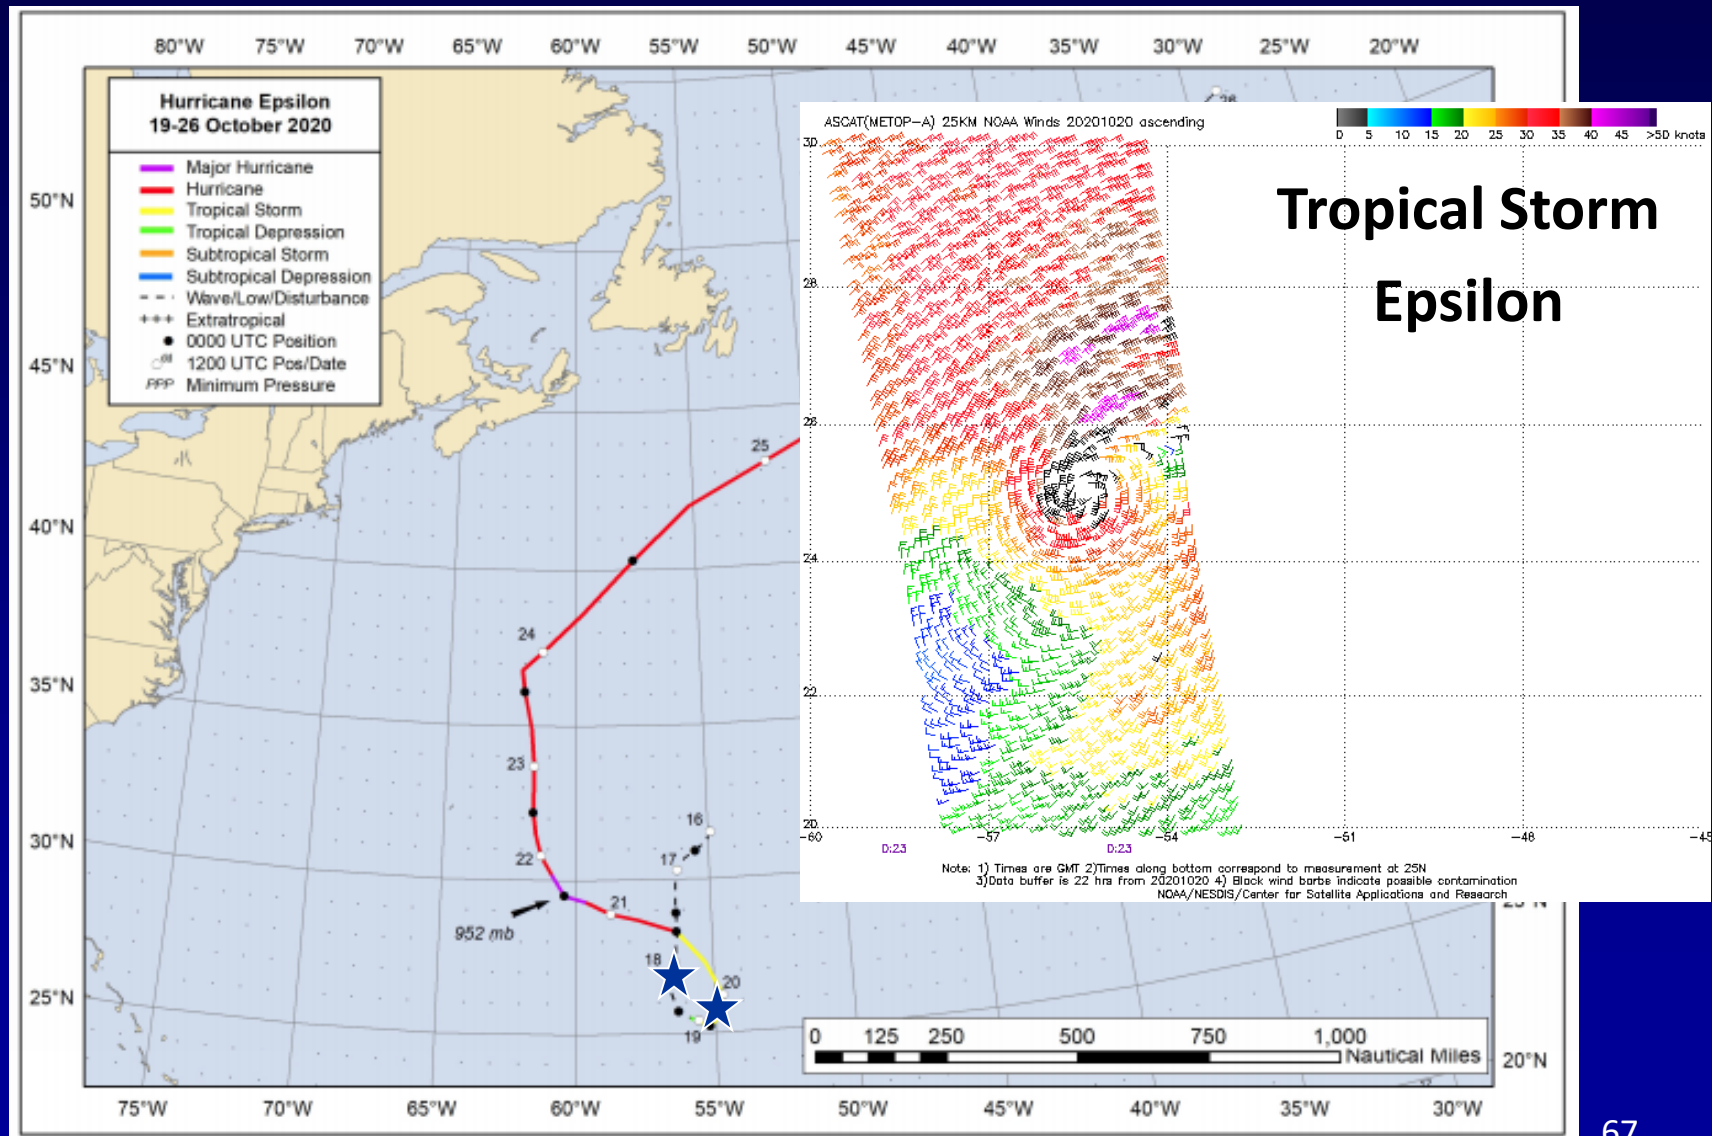 80°W 75°W 70°W 65°W 60°W 55°W 50°W 45°W 40°W 35°W 30°W 25°W 20°W
Hurricane Epsilon
19-26 October 2020
Major Hurricane
Hurricane
Tropical Storm
Tropical Depression
Subtropical Storm
Subtropical Depression
Wave/Low/Disturbance
Extratropical
0000 UTC Position
1200 UTC Pos/Date
PPP Minimum Pressure
50°N
45°N
40°N
35°N
30°N
25°N
26
25
24
23
22
21
20
19
18
17
16
952 mb
ASCAT(METOP-A) 25KM NOAA Winds 20201020 ascending
0 5 10 15 20 25 30 35 40 45 >50 knots
Tropical Storm
Epsilon
30
28
26
24
22
20
-60 -57 -54 -51 -48 -45
D:23 D:23
Note: 1) Times are GMT 2)Times along bottom correspond to measurement at 25N
3)Data buffer is 22 hrs from 20201020 4) Black wind barbs indicate possible contamination
NOAA/NESDIS/Center for Satellite Applications and Research
25°N
0 125 250 500 750 1,000
Nautical Miles
20°N
75°W 70°W 65°W 60°W 55°W 50°W 45°W 40°W 35°W 30°W
67